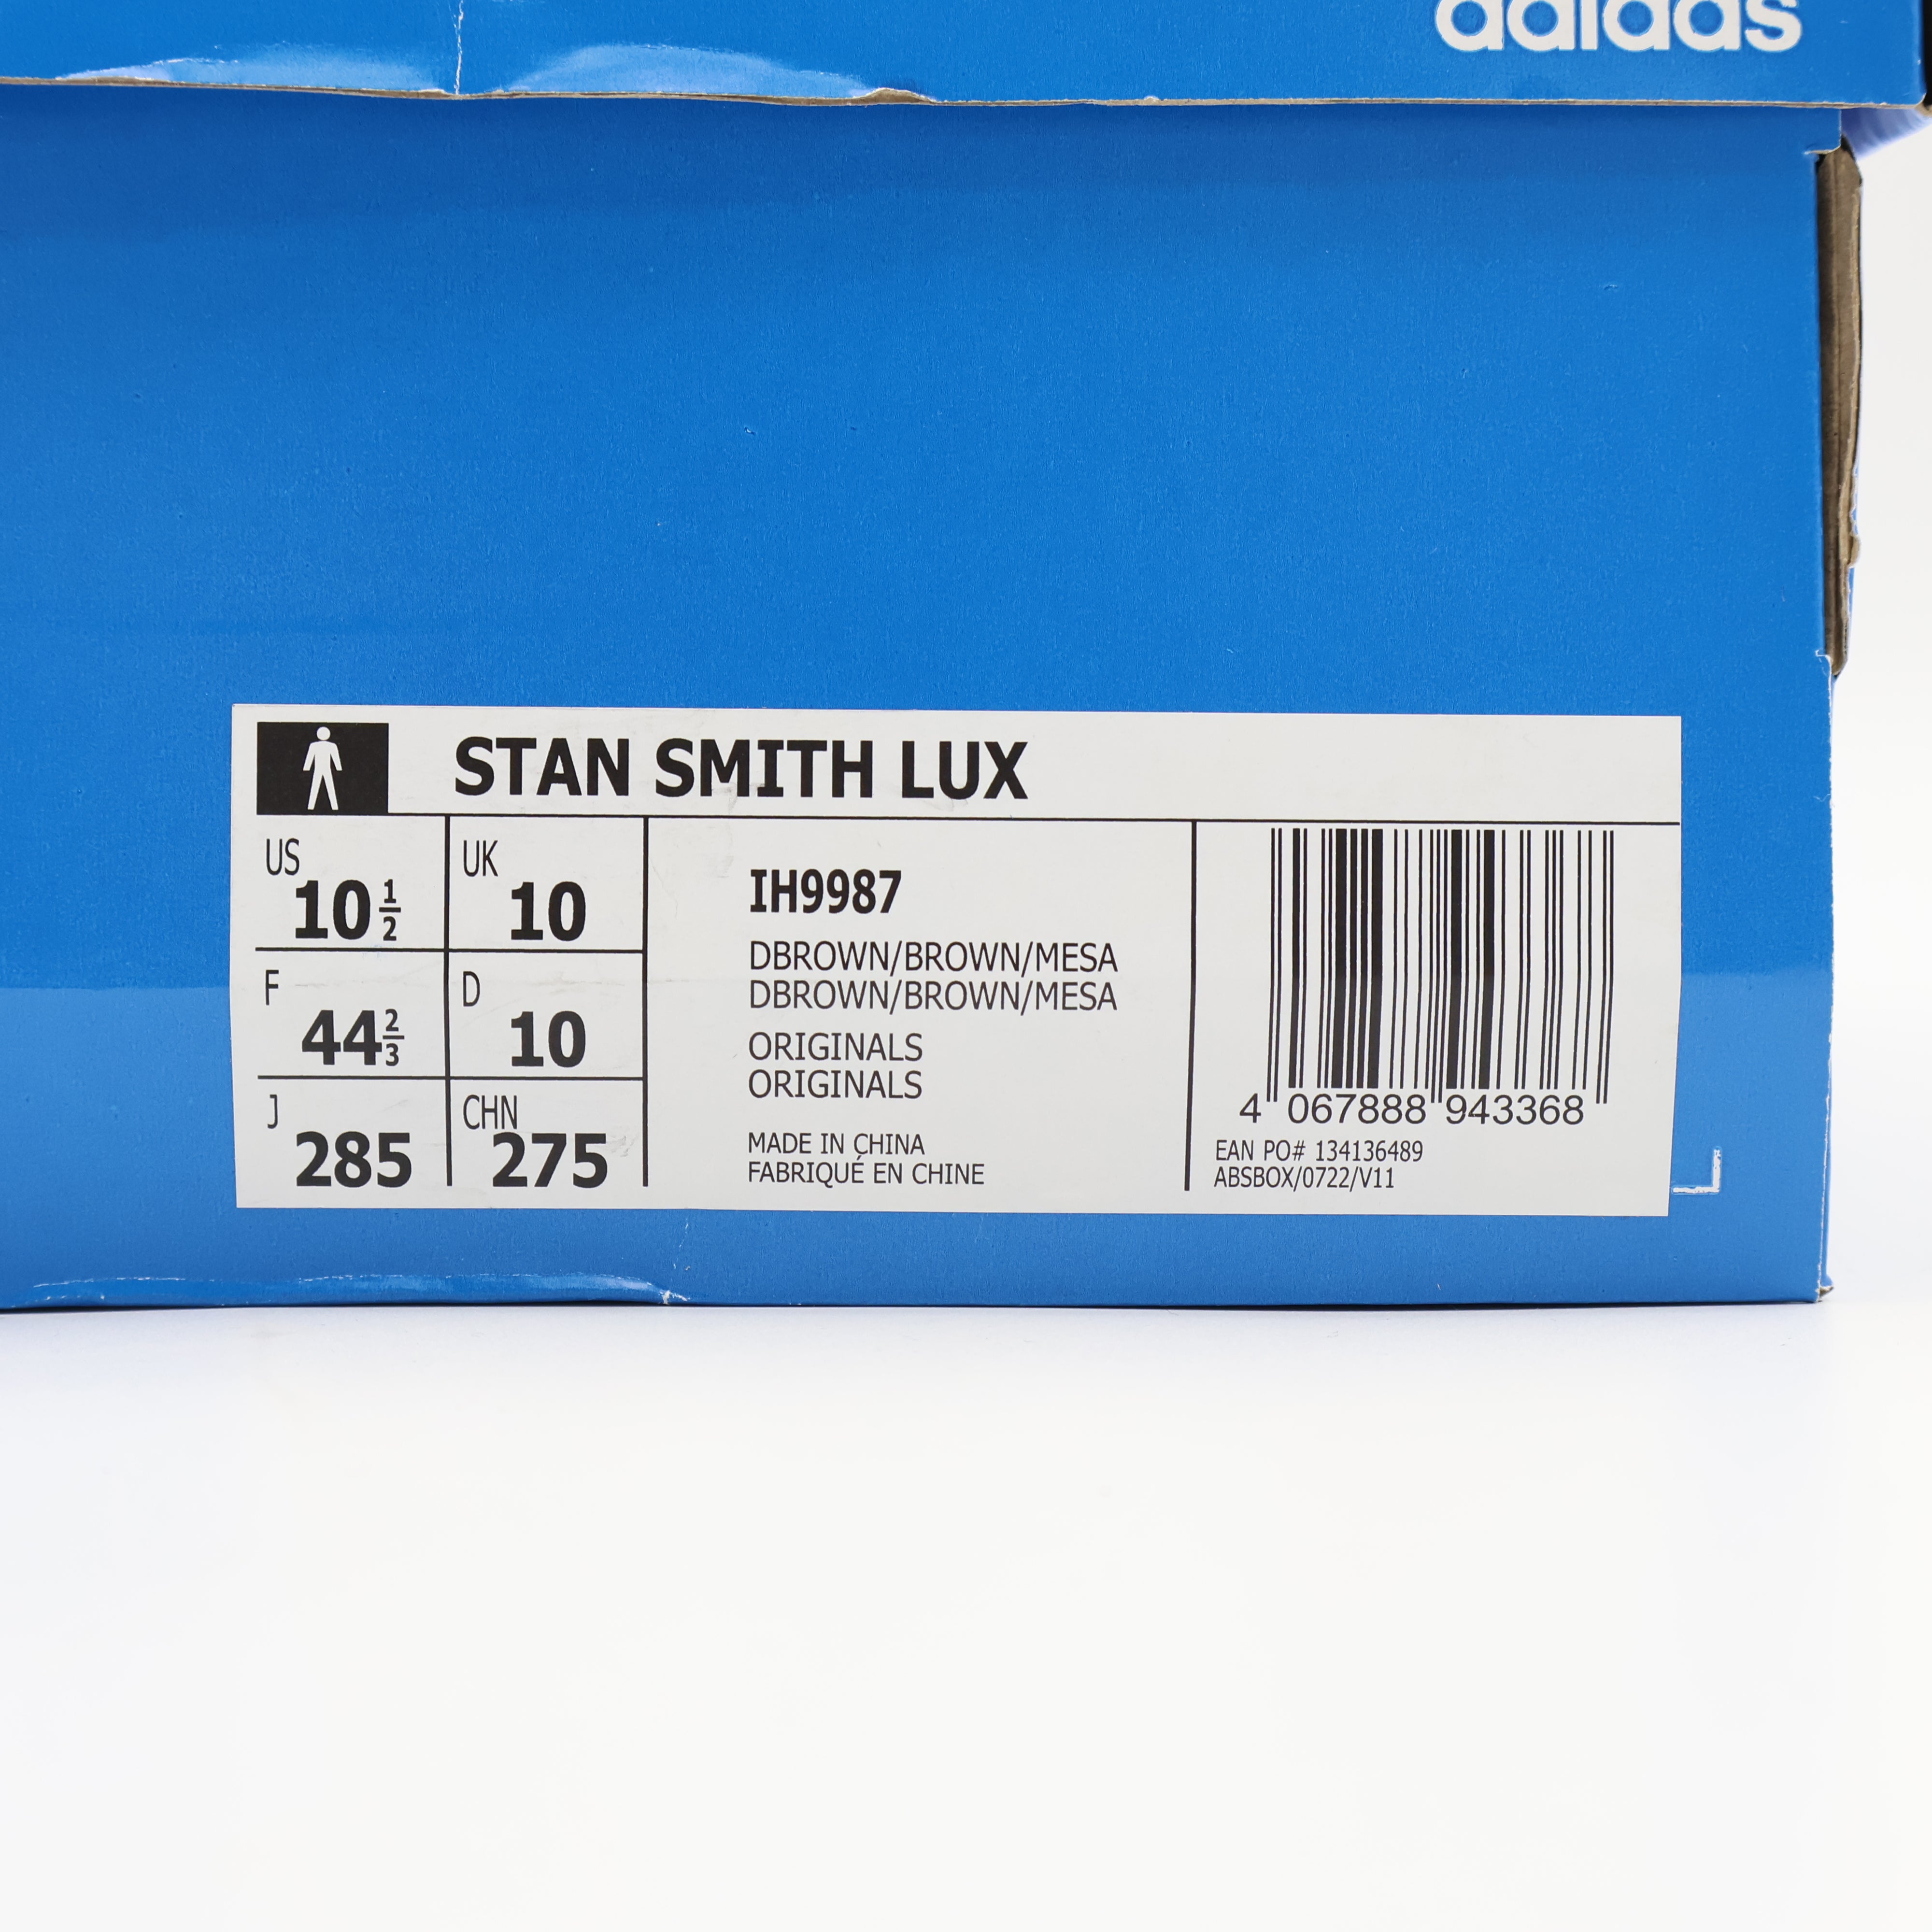 adidas
STAN SMITH LUX
US 10 1/2
UK 10
F 44 2/3
D 10
J 285
CHN 275
IH9987
DBROWN/BROWN/MESA
DBROWN/BROWN/MESA
ORIGINALS
ORIGINALS
MADE IN CHINA
FABRIQUÉ EN CHINE
4 067888 943368
EAN PO# 134136489
ABSBOX/0722/V11